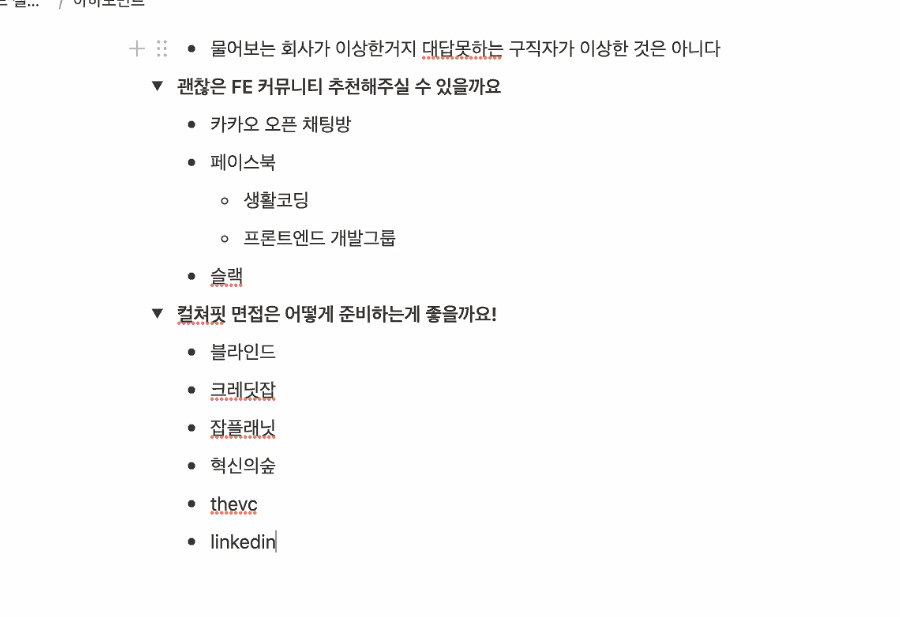 물어보는 회사가 이상한거지 대답못하는 구직자가 이상한 것은 아니다
괜찮은 FE 커뮤니티 추천해주실 수 있을까요
카카오 오픈 채팅방
페이스북
생활코딩
프론트엔드 개발그룹
슬랙
컬쳐핏 면접은 어떻게 준비하는게 좋을까요!
블라인드
크레딧잡
잡플래닛
혁신의숲
thevc
linkedin